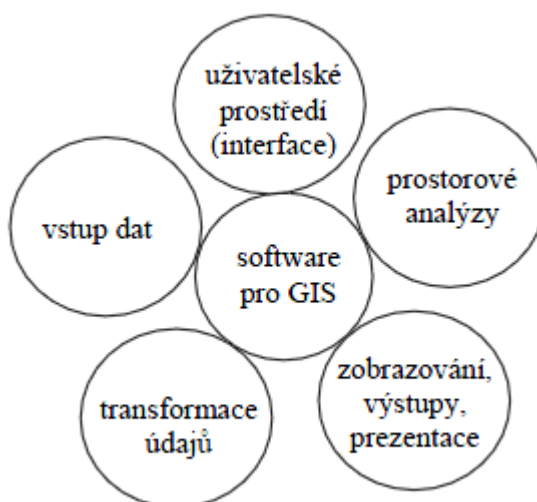 uživatelské
prostředí
(interface)
prostorové
analýzy
vstup dat
software
pro GIS
zobrazování,
výstupy,
prezentace
transformace
údajů